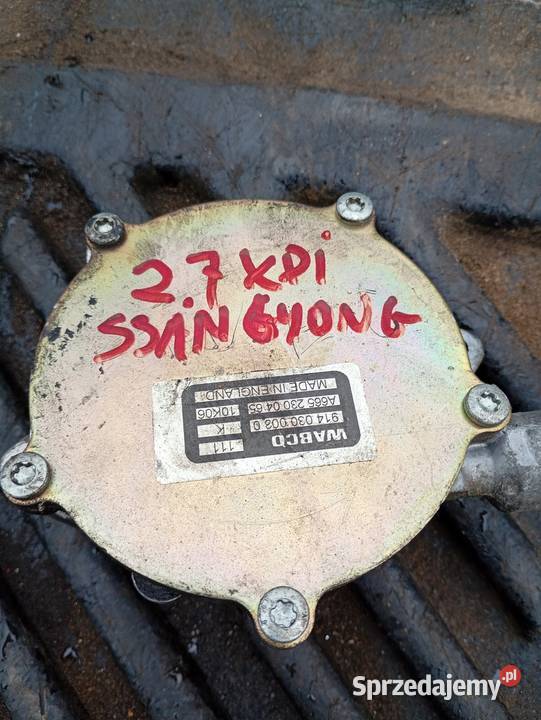 2.7 XDi
SSANGYONG
WABCO 111
914 030 003 0 K
A665 230 04 65 10K06
MADE IN ENGLAND
Sprzedajemy.pl